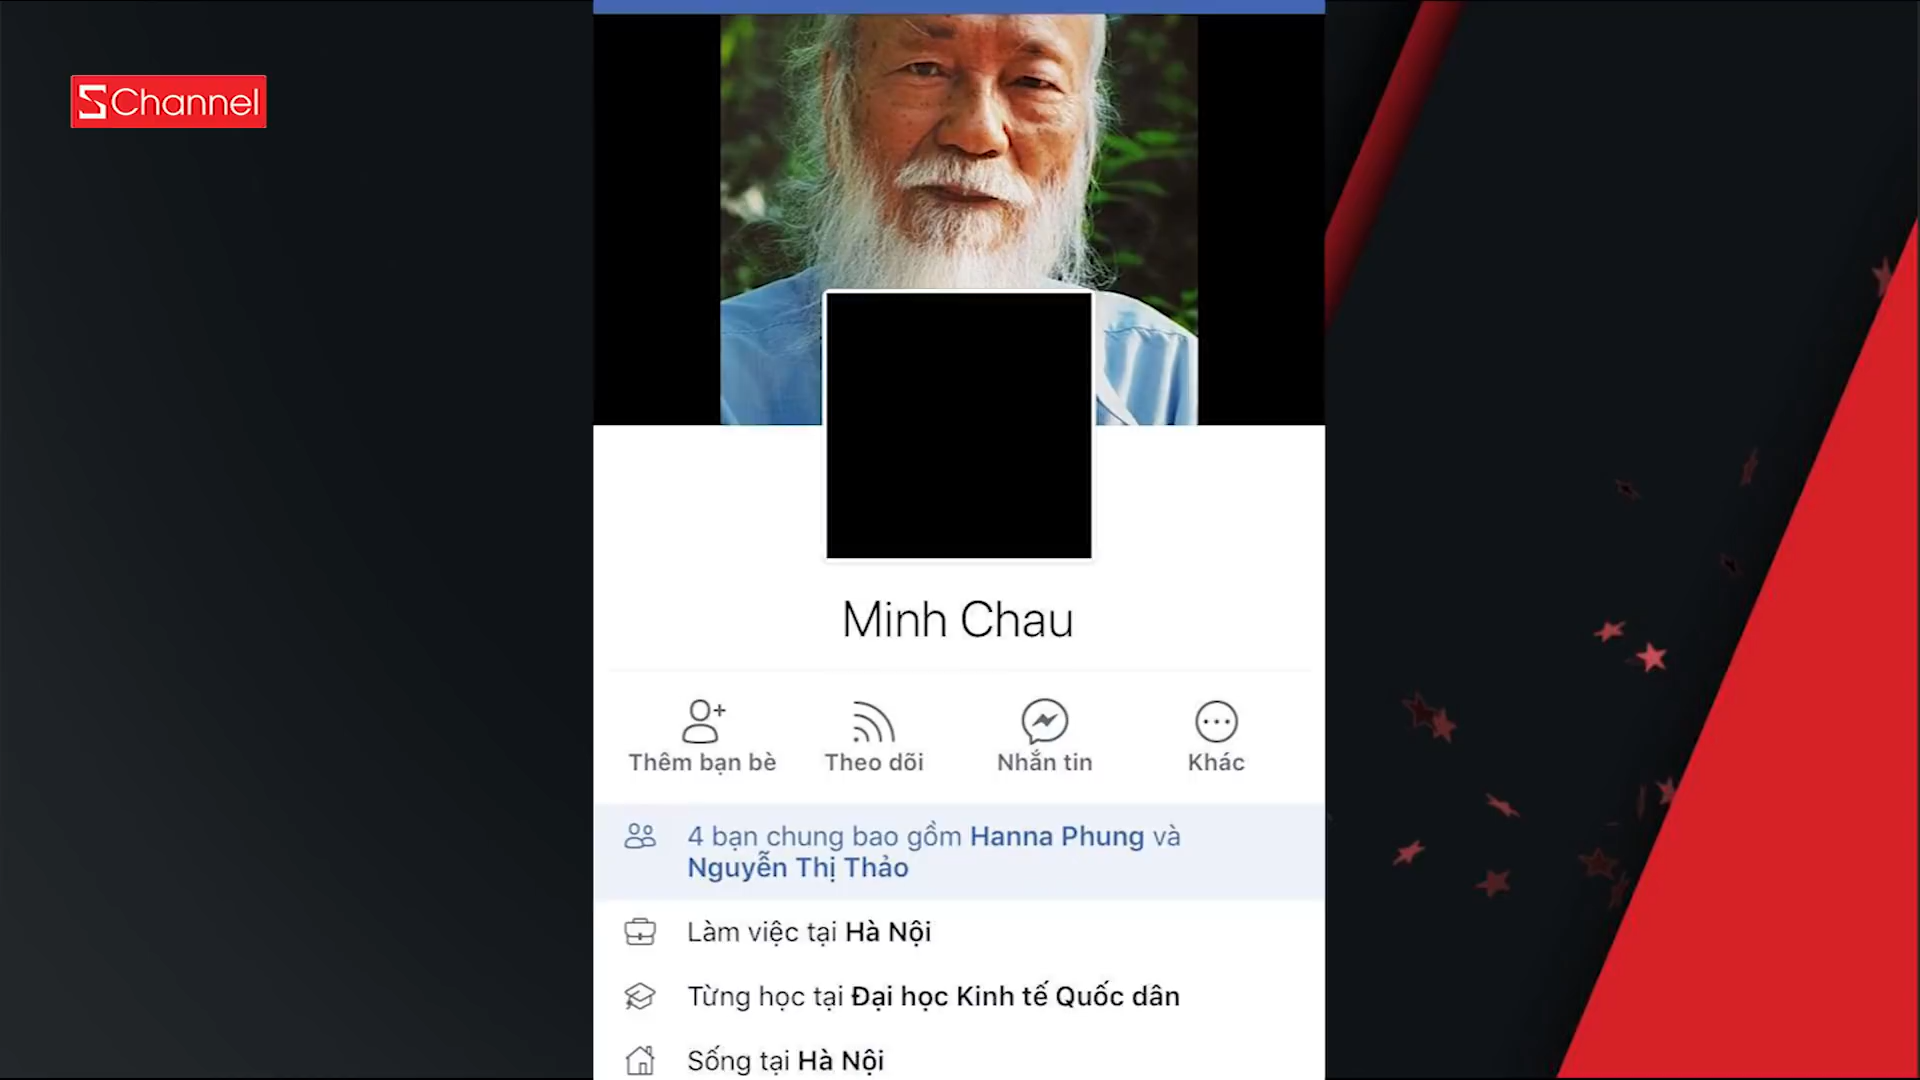 SChannel
Minh Chau
Thêm bạn bè
Theo dõi
Nhắn tin
Khác
4 bạn chung bao gồm Hanna Phung và
Nguyễn Thị Thảo
Làm việc tại Hà Nội
Từng học tại Đại học Kinh tế Quốc dân
Sống tại Hà Nội